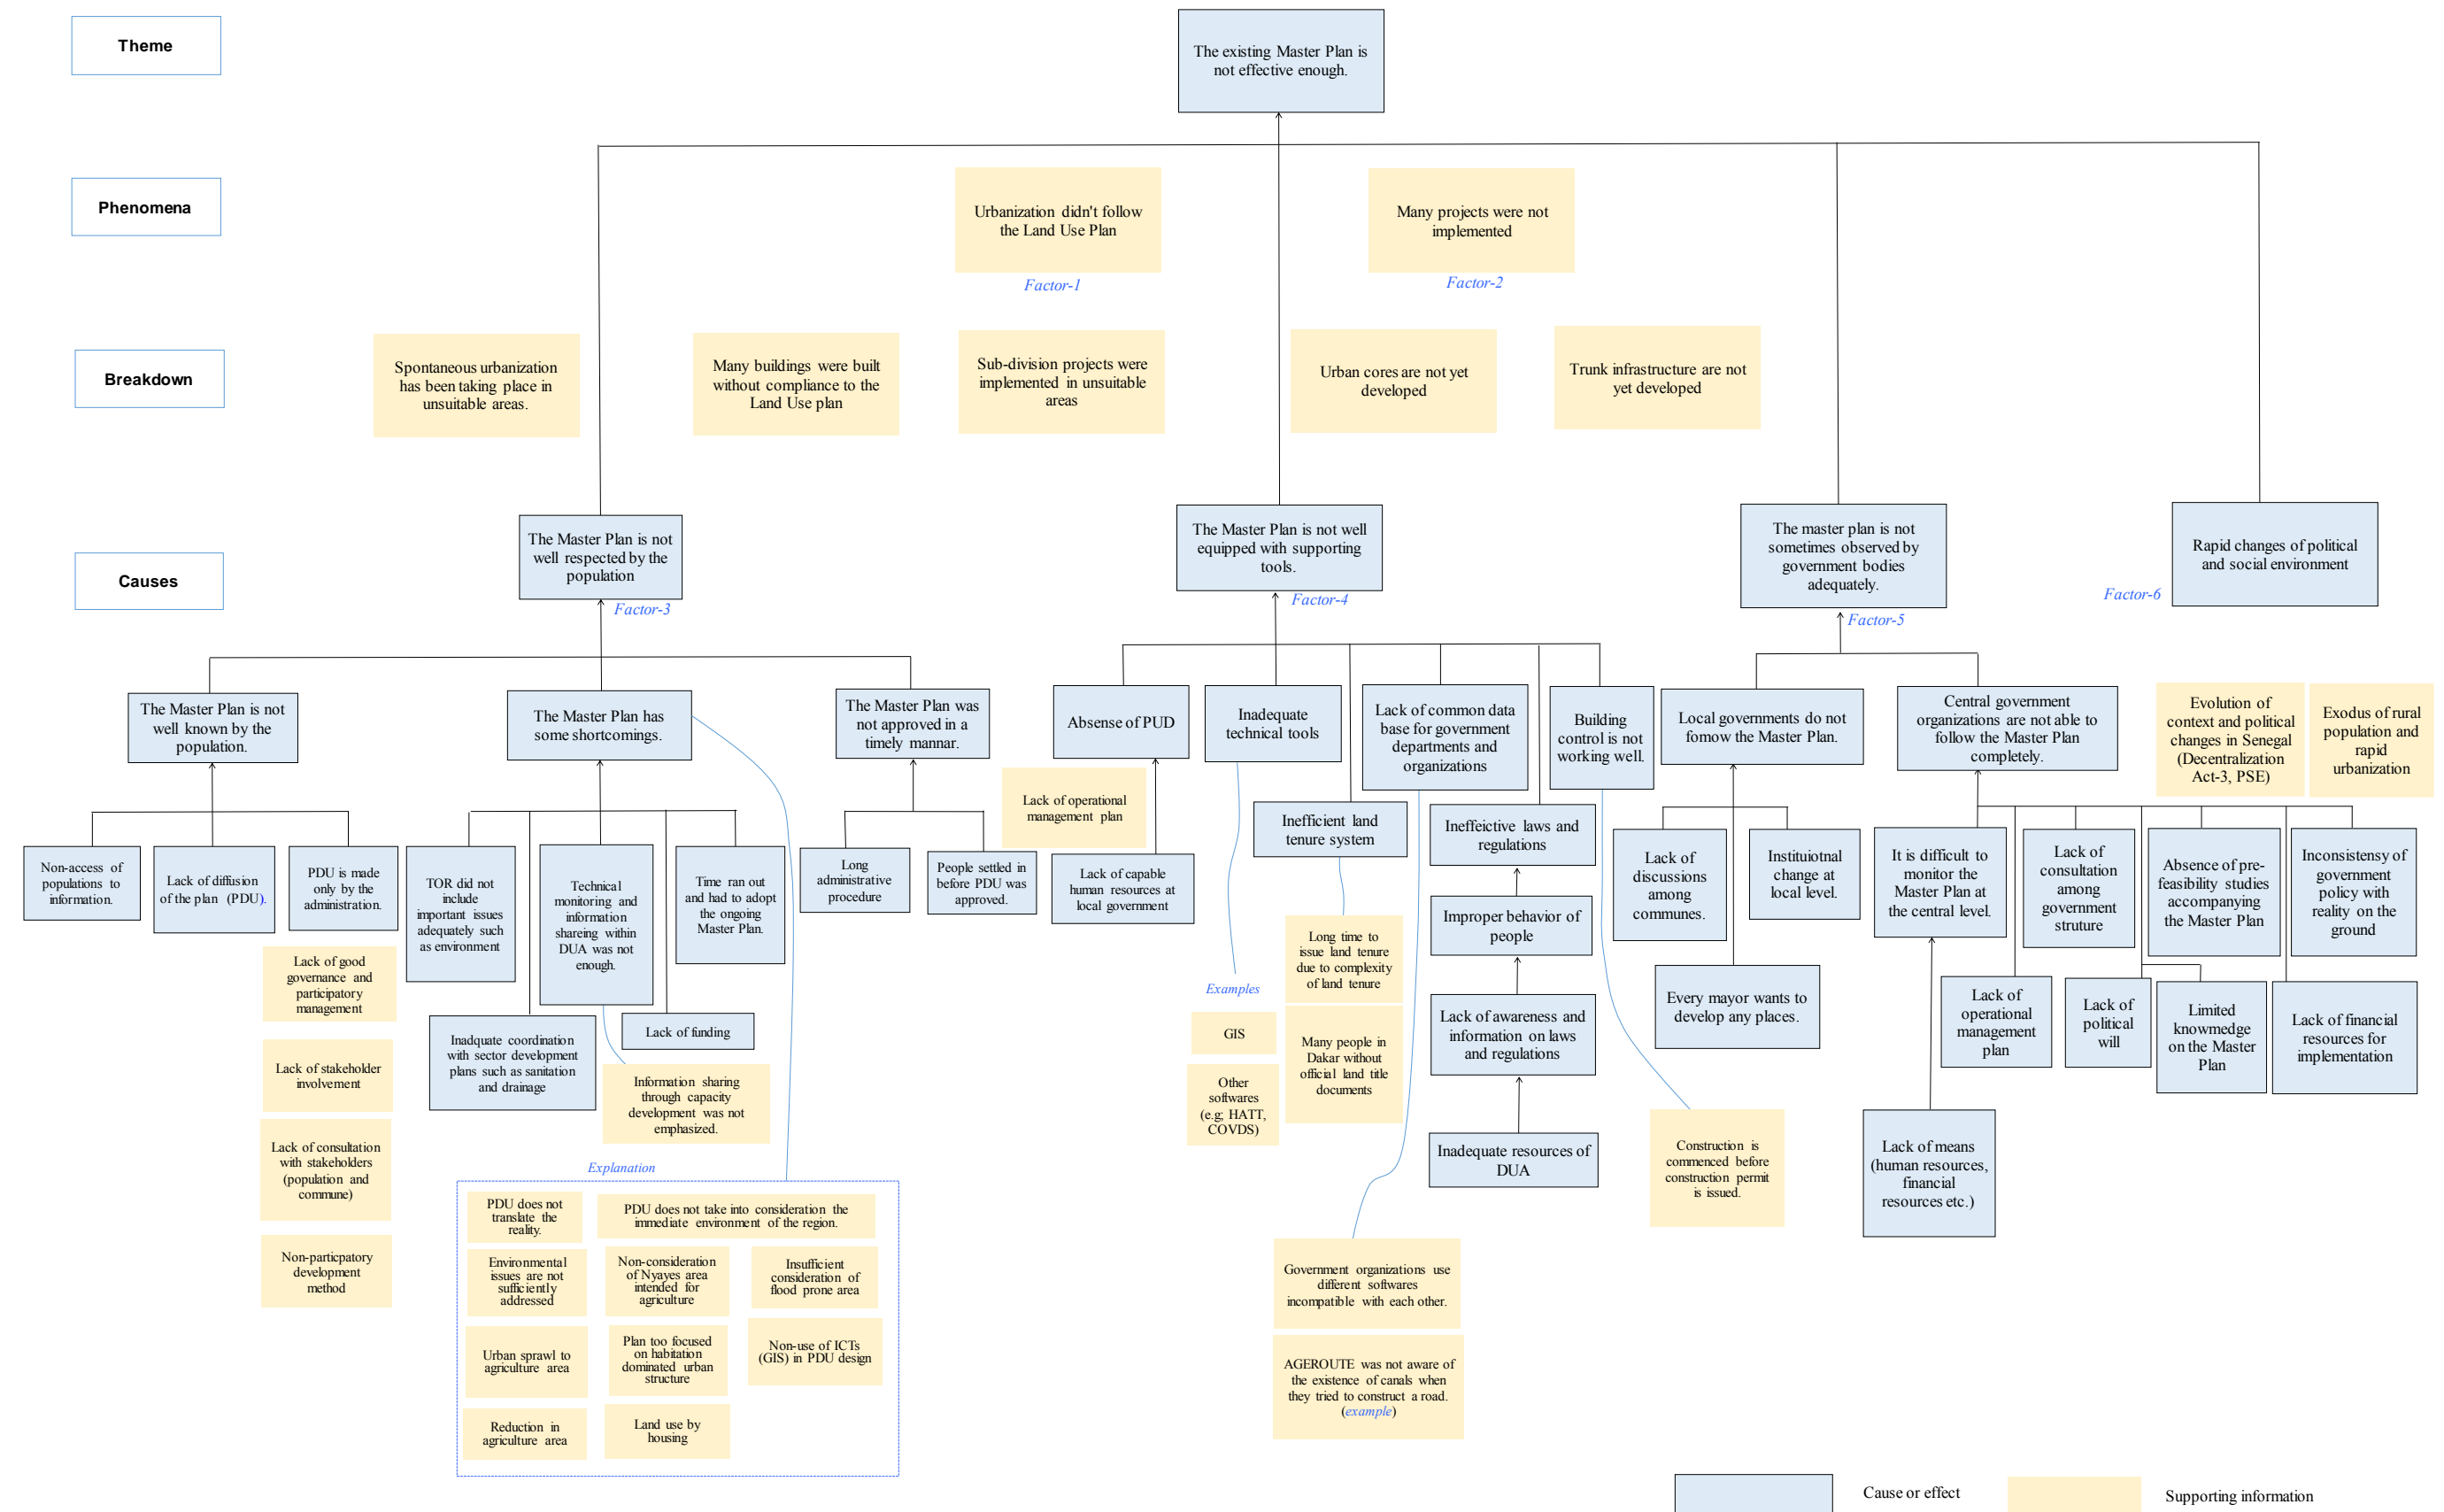 Theme
The existing Master Plan is
not effective enough.
Phenomena
Urbanization didn't follow
the Land Use Plan
Factor-1
Many projects were not
implemented
Factor-2
Breakdown
Spontaneous urbanization
has been taking place in
unsuitable areas.
Many buildings were built
without compliance to the
Land Use plan
Sub-division projects were
implemented in unsuitable
areas
Urban cores are not yet
developed
Trunk infrastructure are not
yet developed
Causes
The Master Plan is not
well respected by the
population
Factor-3
The Master Plan is not well
equipped with supporting
tools.
Factor-4
The master plan is not
sometimes observed by
government bodies
adequately.
Factor-5
Rapid changes of political
and social environment
Factor-6
The Master Plan is not
well known by the
population.
The Master Plan has
some shortcomings.
The Master Plan was
not approved in a
timely mannar.
Absense of PUD
Inadequate
technical tools
Lack of common data
base for government
departments and
organizations
Building
control is not
working well.
Local governments do not
fomow the Master Plan.
Central government
organizations are not able to
follow the Master Plan
completely.
Evolution of
context and political
changes in Senegal
(Decentralization
Act-3, PSE)
Exodus of rural
population and
rapid
urbanization
Non-access of
populations to
information.
Lack of diffusion
of the plan (PDU).
PDU is made
only by the
administration.
TOR did not
include
important issues
adequately such
as environment
Technical
monitoring and
information
shareing within
DUA was not
enough.
Time ran out
and had to adopt
the ongoing
Master Plan.
Long
administrative
procedure
People settled in
before PDU was
approved.
Lack of operational
management plan
Lack of capable
human resources at
local government
Inefficient land
tenure system
Ineffeictive laws and
regulations
Lack of
discussions
among
communes.
Instituiotnal
change at
local level.
It is difficult to
monitor the
Master Plan at
the central level.
Lack of
consultation
among
government
struture
Absence of pre-
feasibility studies
accompanying
the Master Plan
Inconsistensy of
government
policy with
reality on the
ground
Lack of good
governance and
participatory
management
Lack of stakeholder
involvement
Lack of consultation
with stakeholders
(population and
commune)
Non-particpatory
development
method
Inadquate coordination
with sector development
plans such as sanitation
and drainage
Lack of funding
Information sharing
through capacity
development was not
emphasized.
Examples
GIS
Other
softwares
(e.g; HATT,
COVDS)
Long time to
issue land tenure
due to complexity
of land tenure
Many people in
Dakar without
official land title
documents
Improper behavior of
people
Lack of awareness and
information on laws
and regulations
Inadequate resources of
DUA
Every mayor wants to
develop any places.
Construction is
commenced before
construction permit
is issued.
Lack of means
(human resources,
financial
resources etc.)
Lack of
operational
management
plan
Lack of
political
will
Limited
knowmedge
on the Master
Plan
Lack of financial
resources for
implementation
Explanation
PDU does not
translate the
reality.
PDU does not take into consideration the
immediate environment of the region.
Environmental
issues are not
sufficiently
addressed
Non-consideration
of Nyayes area
intended for
agriculture
Insufficient
consideration of
flood prone area
Urban sprawl to
agriculture area
Plan too focused
on habitation
dominated urban
structure
Non-use of ICTs
(GIS) in PDU design
Reduction in
agriculture area
Land use by
housing
Government organizations use
different softwares
incompatible with each other.
AGEROUTE was not aware of
the existence of canals when
they tried to construct a road.
(example)
Cause or effect
Supporting information